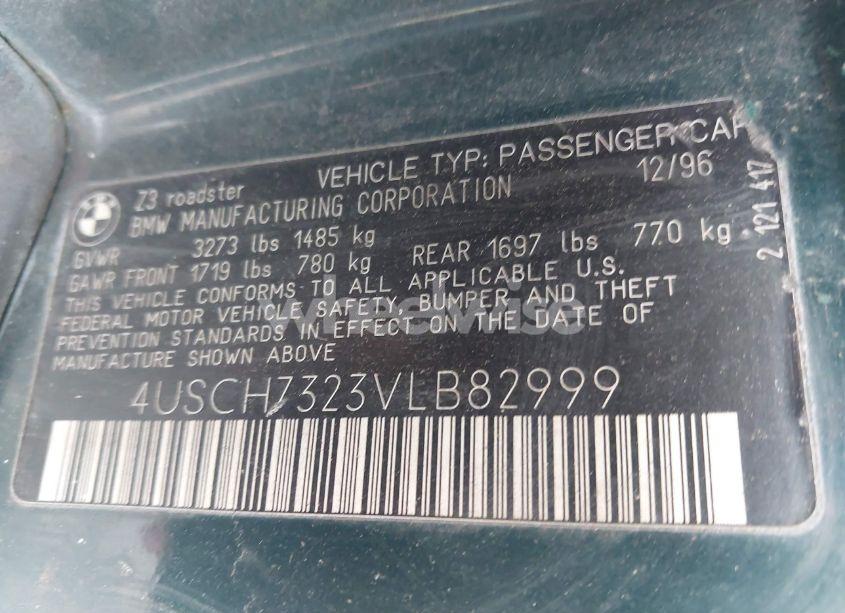 VEHICLE TYP: PASSENGER CAR
Z3 roadster
12/96
BMW MANUFACTURING CORPORATION
GVWR 3273 lbs 1485 kg
GAWR FRONT 1719 lbs 780 kg REAR 1697 lbs 770 kg
THIS VEHICLE CONFORMS TO ALL APPLICABLE U.S.
FEDERAL MOTOR VEHICLE SAFETY, BUMPER, AND THEFT
PREVENTION STANDARDS IN EFFECT ON THE DATE OF
MANUFACTURE SHOWN ABOVE
4USCH7323VLB82999
2 121 417
wheelwise